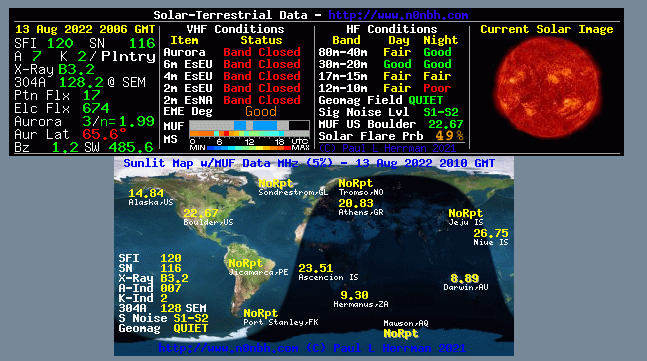 Solar-Terrestrial Data - http://www.n0nbh.com
13 Aug 2022 2006 GMT
SFI 120 SN 116
A 7 K 2/Plntry
X-Ray B3.2
304A 128.2 @ SEM
Ptn Flx 17
Elc Flx 674
Aurora 3/n=1.99
Aur Lat 65.6°
Bz 1.2 SW 485.6
VHF Conditions
Item Status
Aurora Band Closed
6m EsEU Band Closed
4m EsEU Band Closed
2m EsEU Band Closed
2m EsNA Band Closed
EME Deg Good
MUF UTC
MS MIN MAX
HF Conditions
Band Day Night
80m-40m Fair Good
30m-20m Good Good
17m-15m Fair Fair
12m-10m Fair Poor
Geomag Field QUIET
Sig Noise Lvl S1-S2
MUF US Boulder 22.67
Solar Flare Prb 49%
(C) Paul L Herrman 2021
Current Solar Image
Sunlit Map w/MUF Data MHz (5%) - 13 Aug 2022 2010 GMT
NoRpt
Sondrestrom,GL
NoRpt
Tromso,NO
14.84
Alaska,US
20.83
Athens,GR
22.67
Boulder,US
NoRpt
Jeju IS
26.75
Niue IS
NoRpt
Jicamarca,PE
23.51
Ascencion IS
8.89
Darwin,AU
9.30
Hermanus,ZA
NoRpt
Port Stanley,FK
Mawson,AQ
NoRpt
SFI 120
SN 116
X-Ray B3.2
A-Ind 007
K-Ind 2
304A 128 SEM
S Noise S1-S2
Geomag QUIET
http://www.n0nbh.com (C) Paul L Herrman 2021